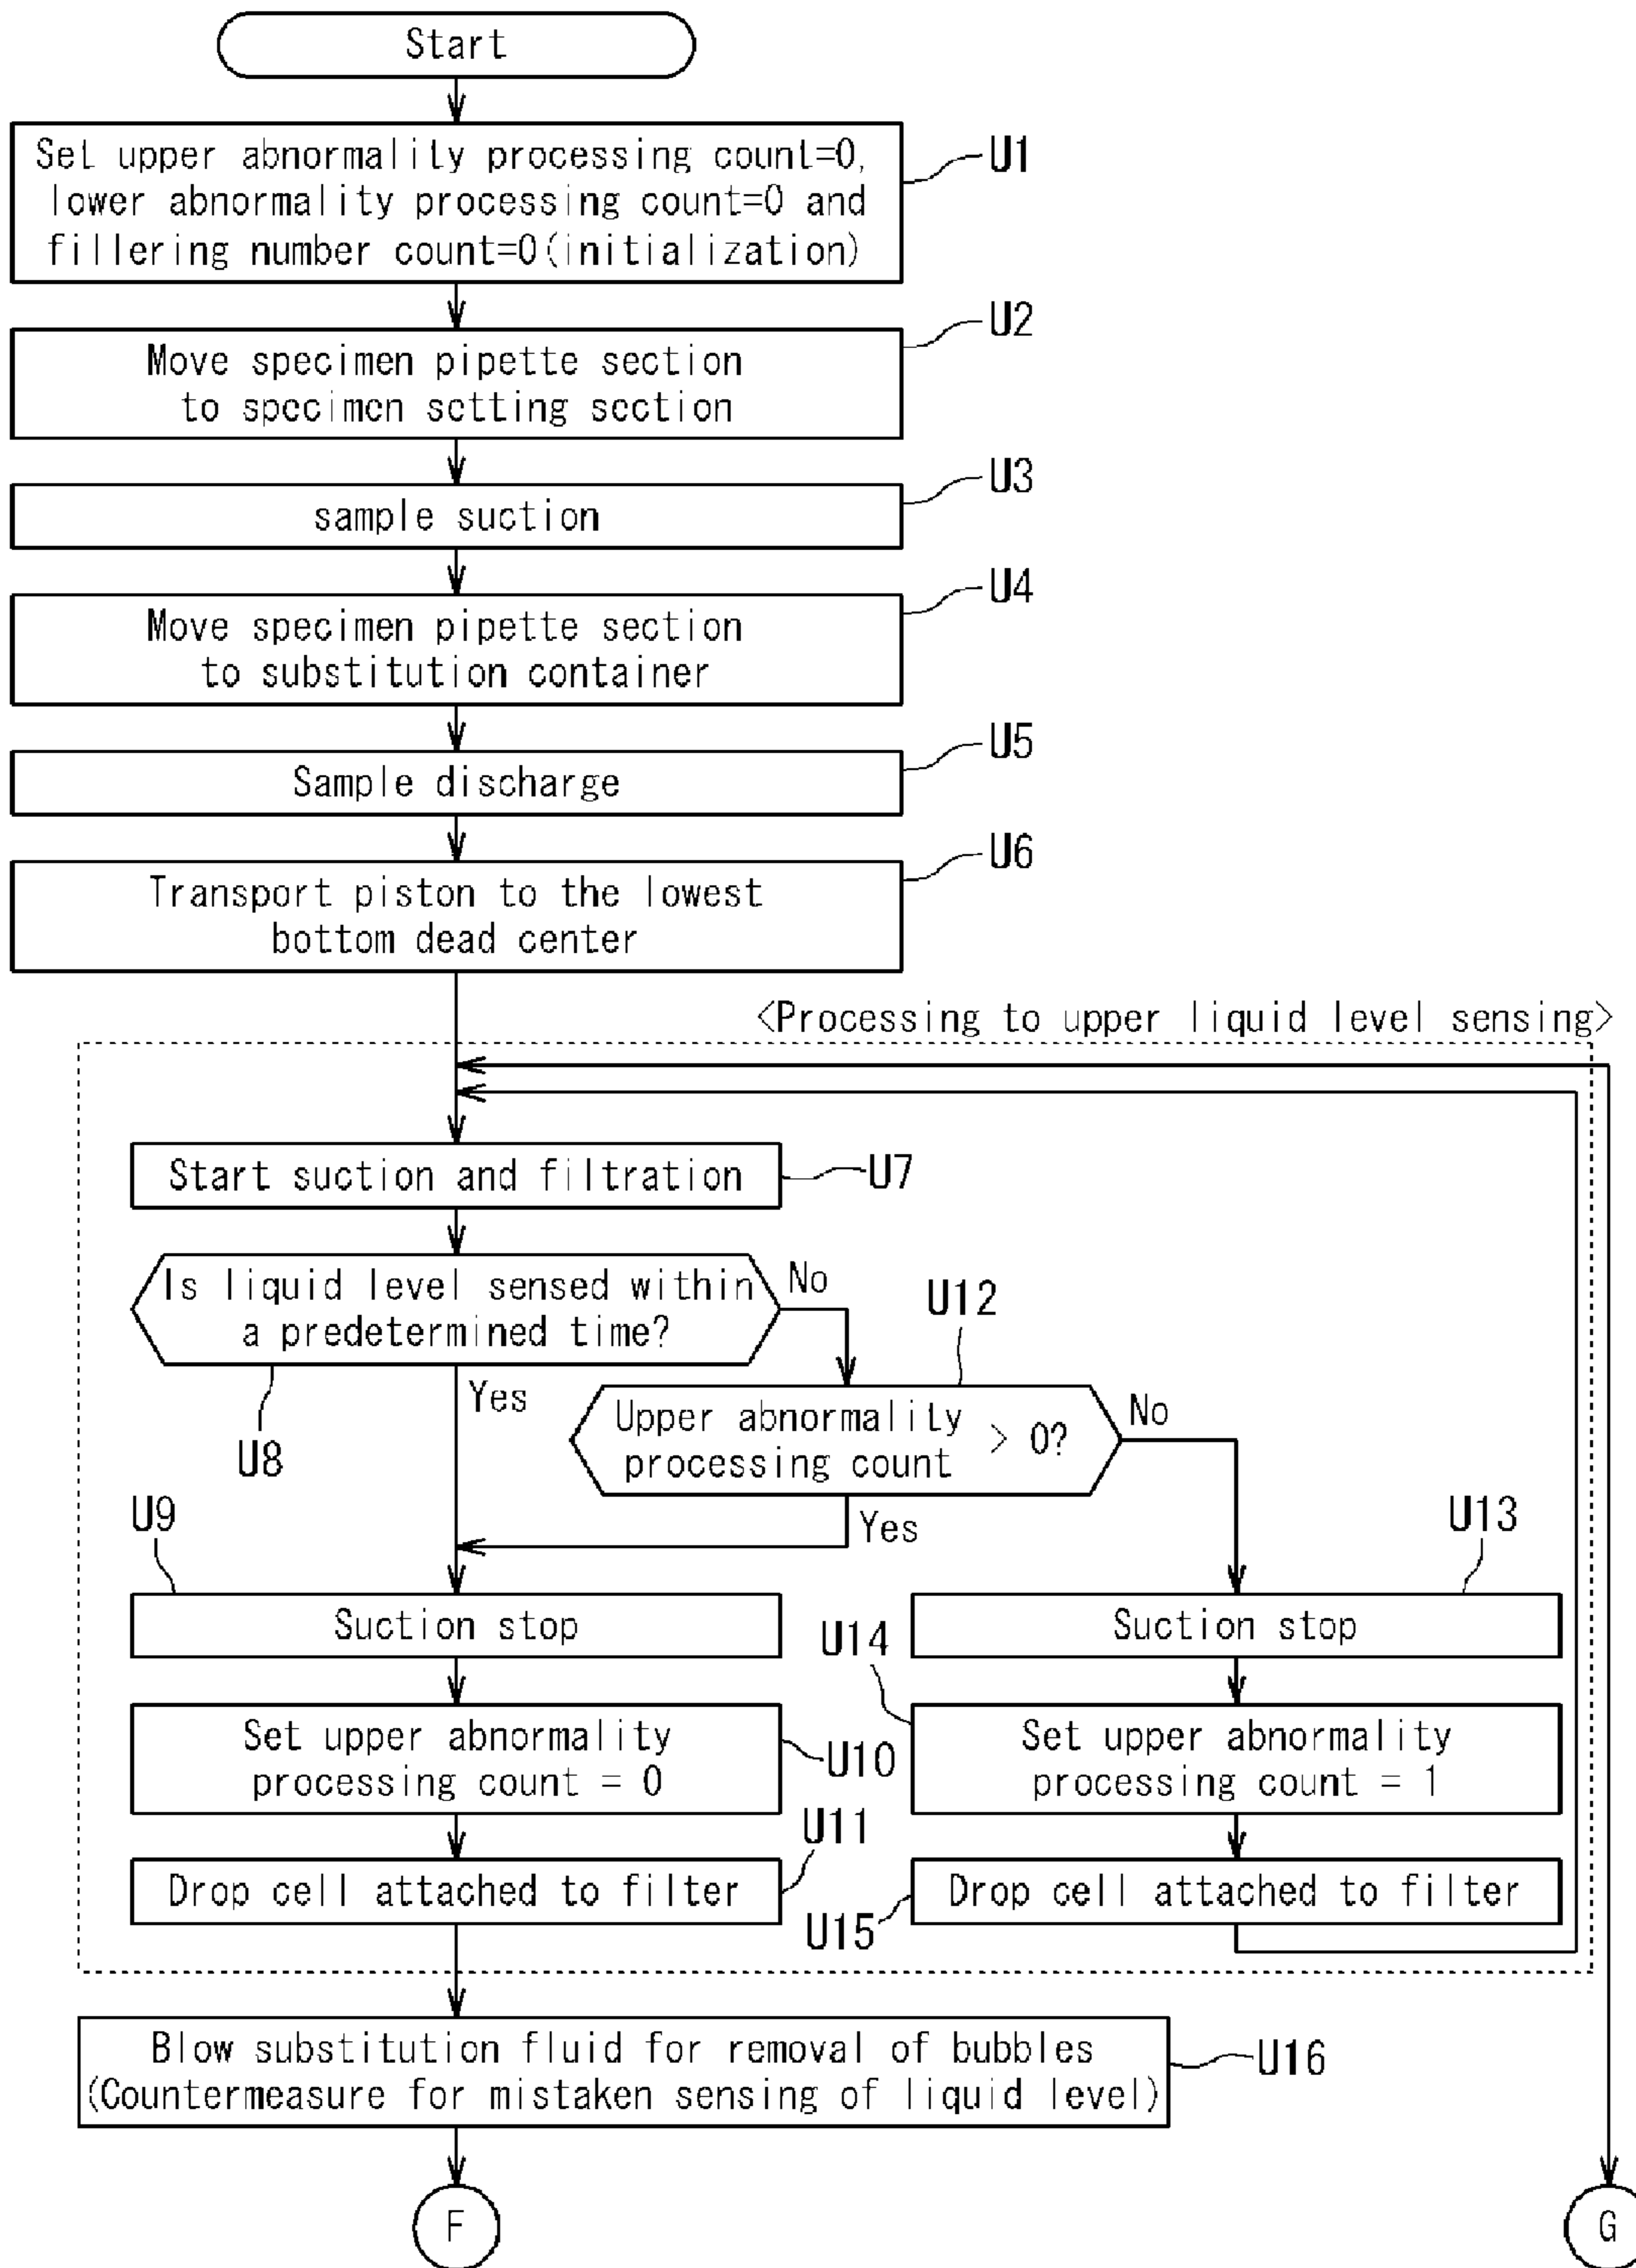 Start
Set upper abnormality processing count=0,
lower abnormality processing count=0 and
fillering number count=0(initialization)
U1
Move specimen pipette section
to specimen setting section
U2
sample suction
U3
Move specimen pipette section
to substitution container
U4
Sample discharge
U5
Transport piston to the lowest
bottom dead center
U6
<Processing to upper liquid level sensing>
Start suction and filtration
U7
Is liquid level sensed within
a predetermined time?
No
Yes
U8
U12
Upper abnormality
processing count > 0?
No
Yes
U9
Suction stop
U13
Suction stop
U14
Set upper abnormality
processing count = 0
U10
Set upper abnormality
processing count = 1
U11
Drop cell attached to filter
U15
Drop cell attached to filter
Blow substitution fluid for removal of bubbles
(Countermeasure for mistaken sensing of liquid level)
U16
F
G